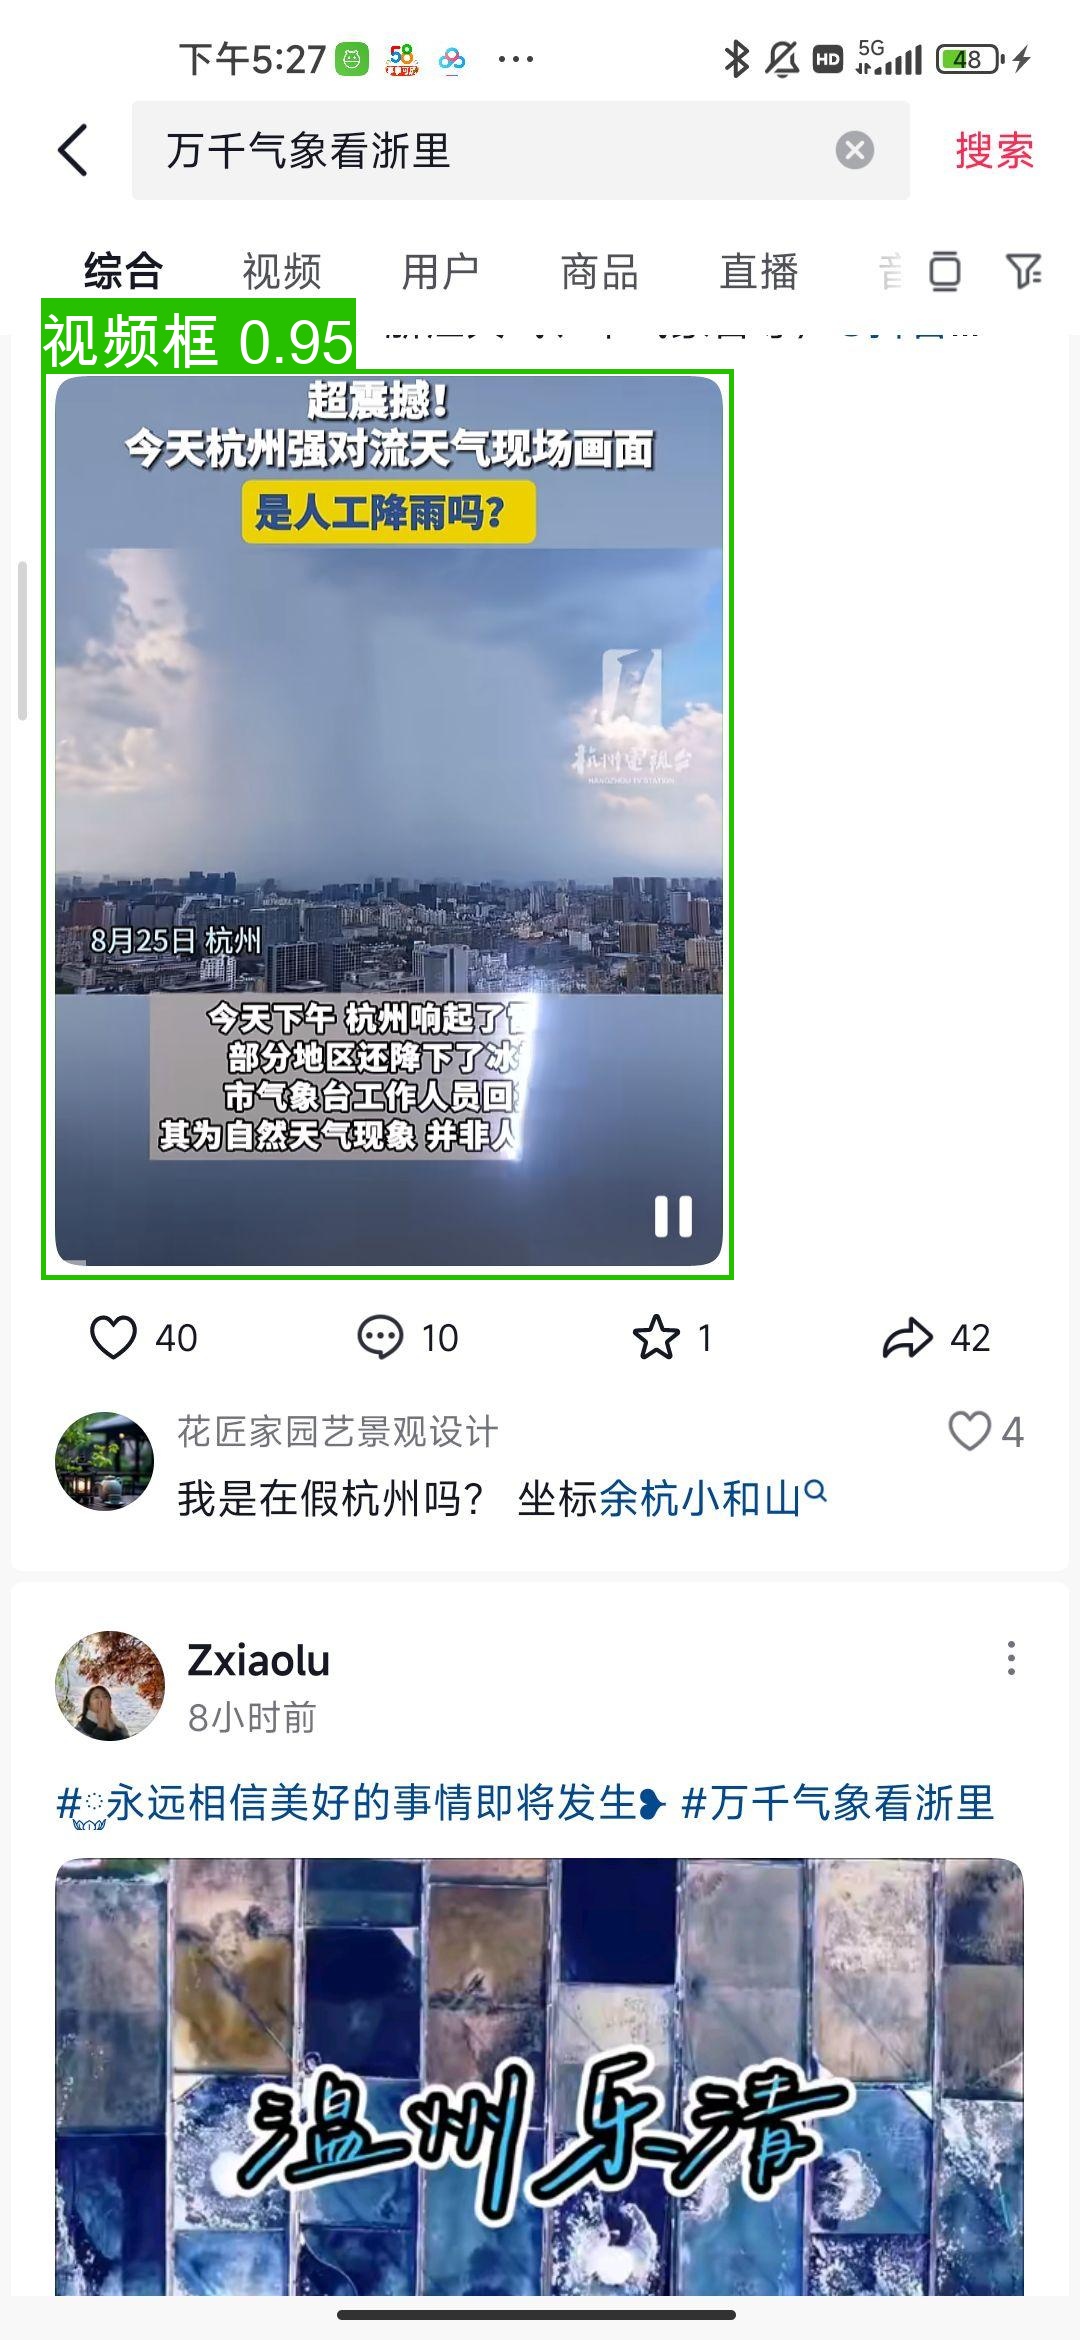 下午5:27
58
HD
5G
48
万千气象看浙里
搜索
综合
视频
用户
商品
直播
视频框 0.95
超震撼！
今天杭州强对流天气现场画面
是人工降雨吗？
杭州电视台
HANGZHOU TV STATION
8月25日 杭州
今天下午 杭州响起了
部分地区还降下了冰
市气象台工作人员回
其为自然天气现象 并非人
40
10
1
42
花匠家园艺景观设计
4
我是在假杭州吗？ 坐标余杭小和山
Zxiaolu
8小时前
#永远相信美好的事情即将发生❥ #万千气象看浙里
温州乐清